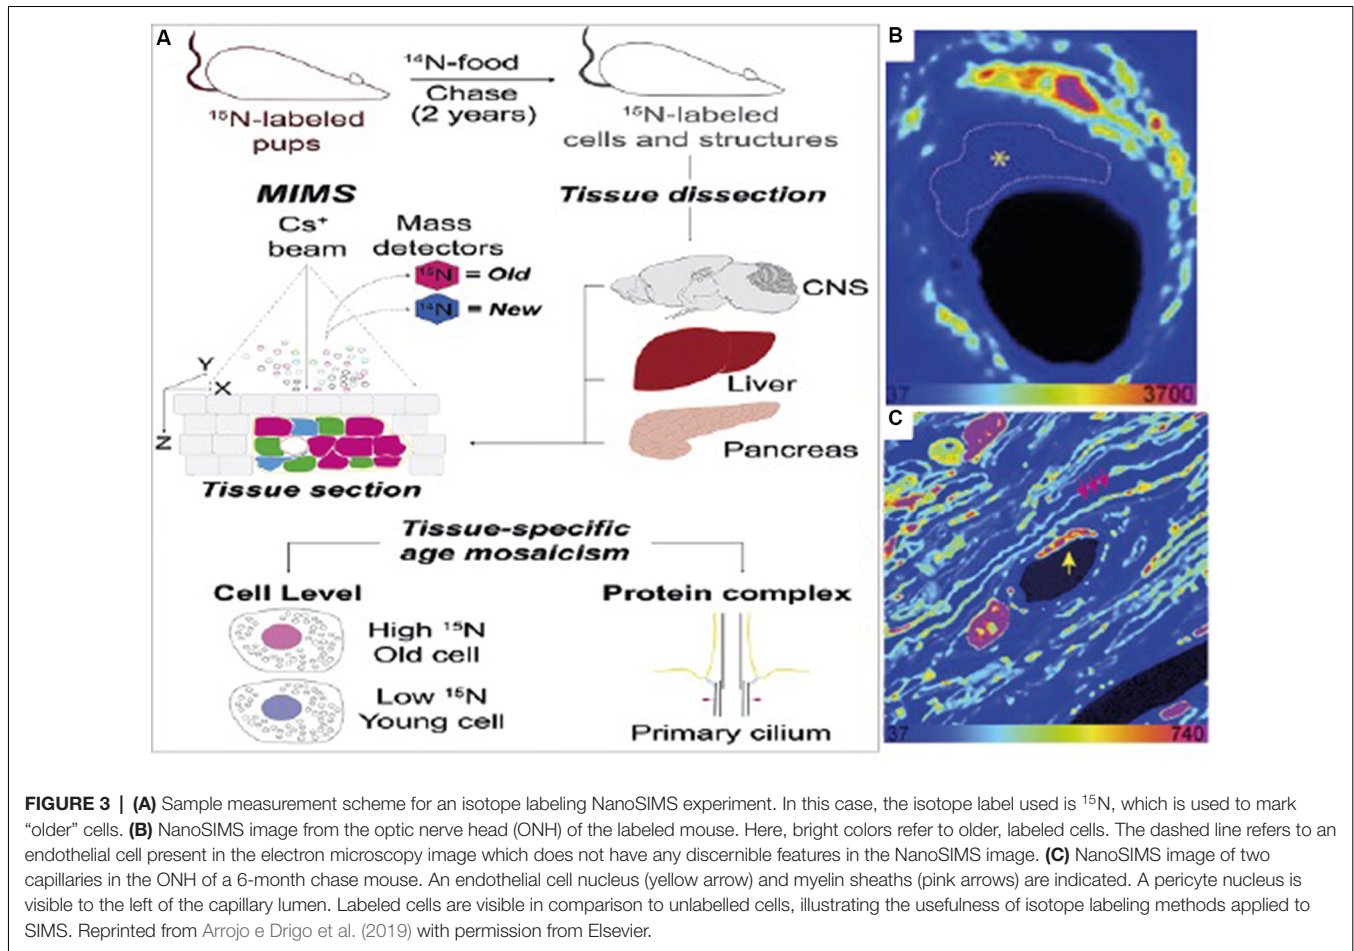 A
¹⁵N-labeled
pups
¹⁴N-food
Chase
(2 years)
¹⁵N-labeled
cells and structures
MIMS
Tissue dissection
Cs⁺
beam
Mass
detectors
¹⁵N = Old
¹⁴N = New
CNS
Y
X
Z
Liver
Pancreas
Tissue section
Tissue-specific
age mosaicism
Cell Level
Protein complex
High ¹⁵N
Old cell
Low ¹⁵N
Young cell
Primary cilium
B
*
37
3700
C
37
740
FIGURE 3 | (A) Sample measurement scheme for an isotope labeling NanoSIMS experiment. In this case, the isotope label used is ¹⁵N, which is used to mark
“older” cells. (B) NanoSIMS image from the optic nerve head (ONH) of the labeled mouse. Here, bright colors refer to older, labeled cells. The dashed line refers to an
endothelial cell present in the electron microscopy image which does not have any discernible features in the NanoSIMS image. (C) NanoSIMS image of two
capillaries in the ONH of a 6-month chase mouse. An endothelial cell nucleus (yellow arrow) and myelin sheaths (pink arrows) are indicated. A pericyte nucleus is
visible to the left of the capillary lumen. Labeled cells are visible in comparison to unlabelled cells, illustrating the usefulness of isotope labeling methods applied to
SIMS. Reprinted from Arrojo e Drigo et al. (2019) with permission from Elsevier.